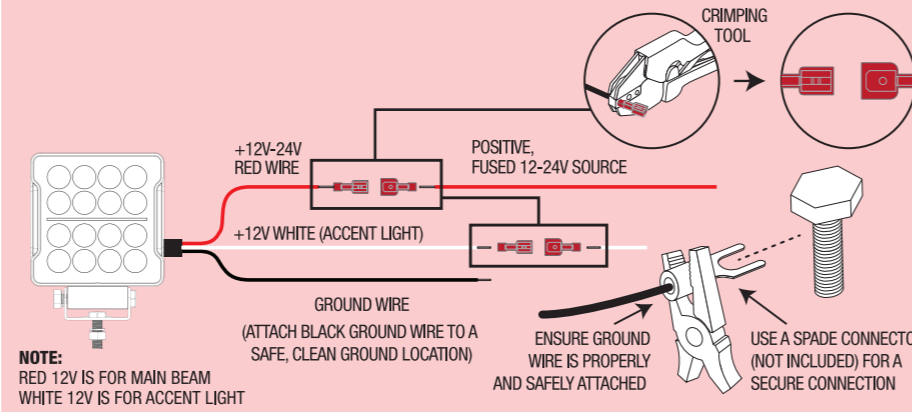 CRIMPING
TOOL
+12V-24V
RED WIRE
POSITIVE,
FUSED 12-24V SOURCE
+12V WHITE (ACCENT LIGHT)
GROUND WIRE
(ATTACH BLACK GROUND WIRE TO A
SAFE, CLEAN GROUND LOCATION)
ENSURE GROUND
WIRE IS PROPERLY
AND SAFELY ATTACHED
USE A SPADE CONNECTO
(NOT INCLUDED) FOR A
SECURE CONNECTION
NOTE:
RED 12V IS FOR MAIN BEAM
WHITE 12V IS FOR ACCENT LIGHT